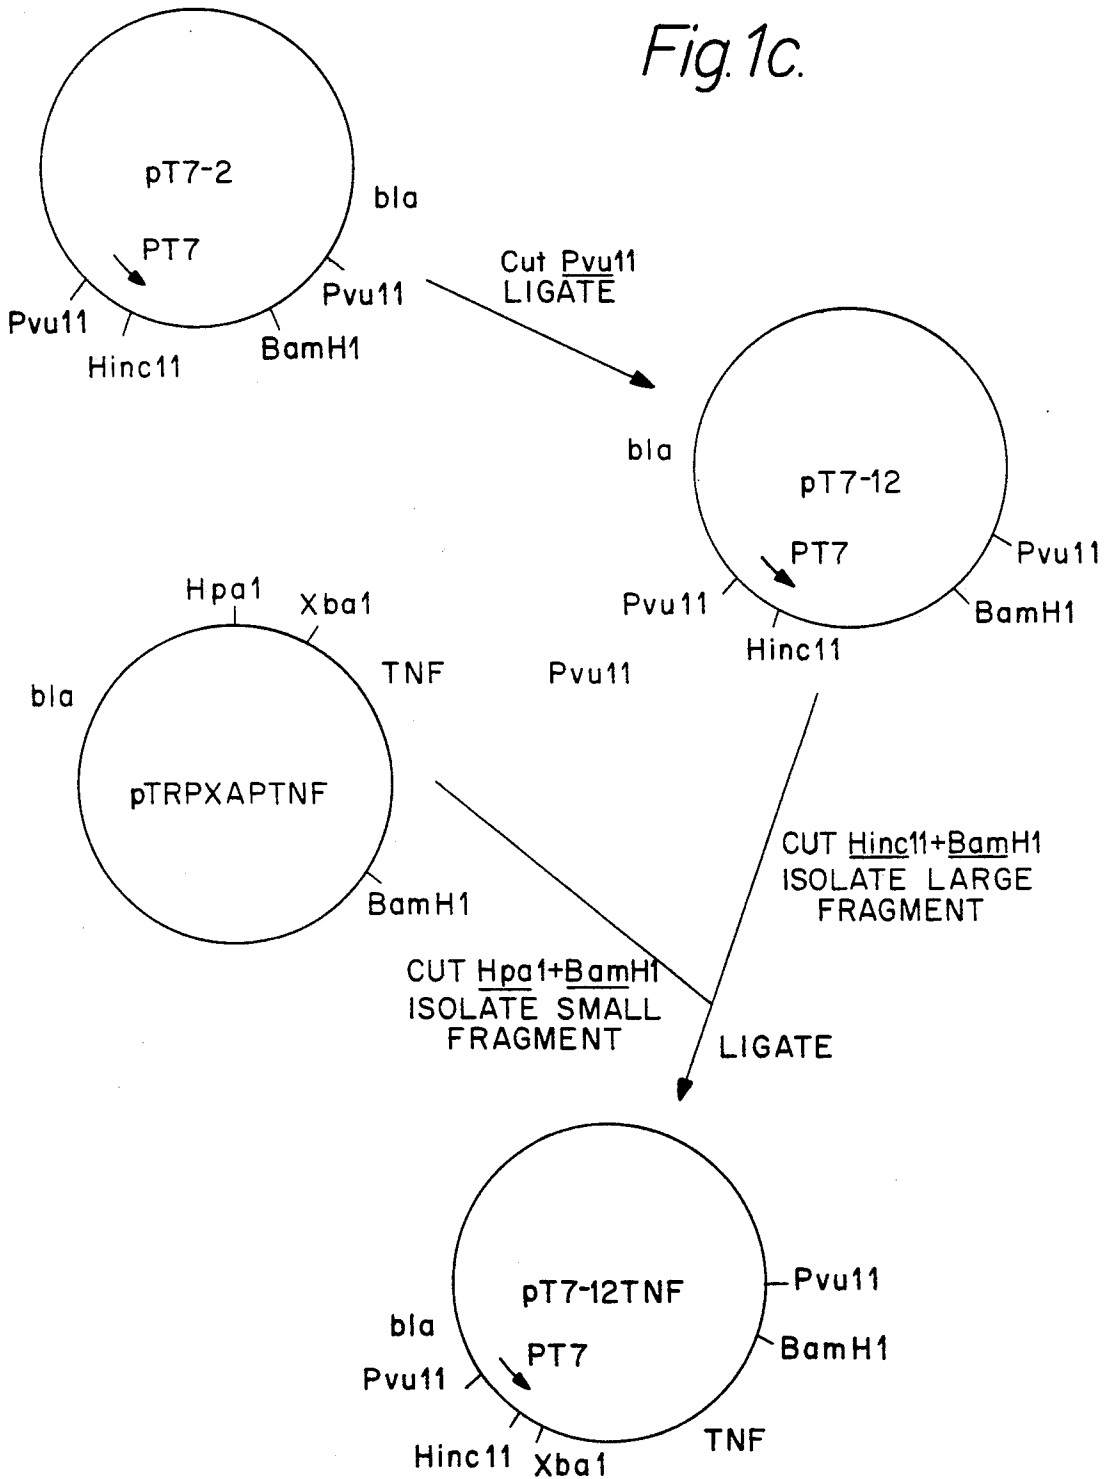 Fig. 1c.
pT7-2
bla
PT7
Pvu11
Hinc11
BamH1
Pvu11
Cut Pvu11
LIGATE
bla
pT7-12
PT7
Pvu11
Hinc11
BamH1
Pvu11
Hpa1
Xba1
TNF
Pvu11
bla
pTRPXAPTNF
BamH1
CUT Hinc11+BamH1
ISOLATE LARGE
FRAGMENT
CUT Hpa1+BamH1
ISOLATE SMALL
FRAGMENT
LIGATE
pT7-12TNF
Pvu11
bla
BamH1
PT7
Pvu11
Hinc11
Xba1
TNF